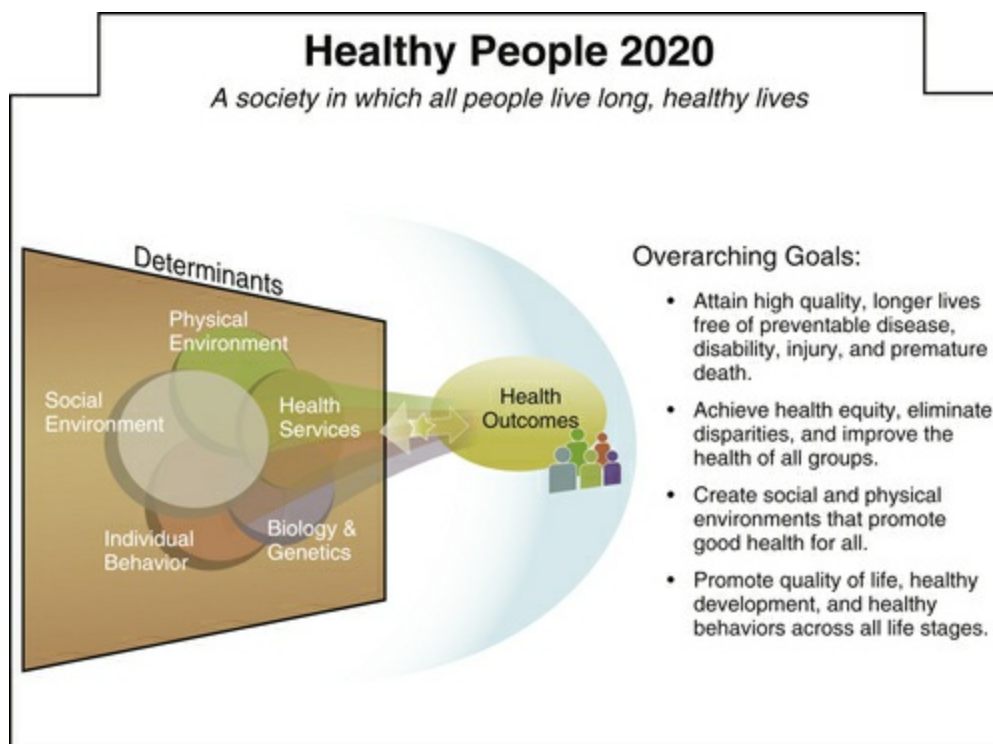 Healthy People 2020
A society in which all people live long, healthy lives
Determinants
Physical
Environment
Social
Environment
Health
Services
Individual
Behavior
Biology &
Genetics
Health
Outcomes
Overarching Goals:
• Attain high quality, longer lives
free of preventable disease,
disability, injury, and premature
death.
• Achieve health equity, eliminate
disparities, and improve the
health of all groups.
• Create social and physical
environments that promote
good health for all.
• Promote quality of life, healthy
development, and healthy
behaviors across all life stages.